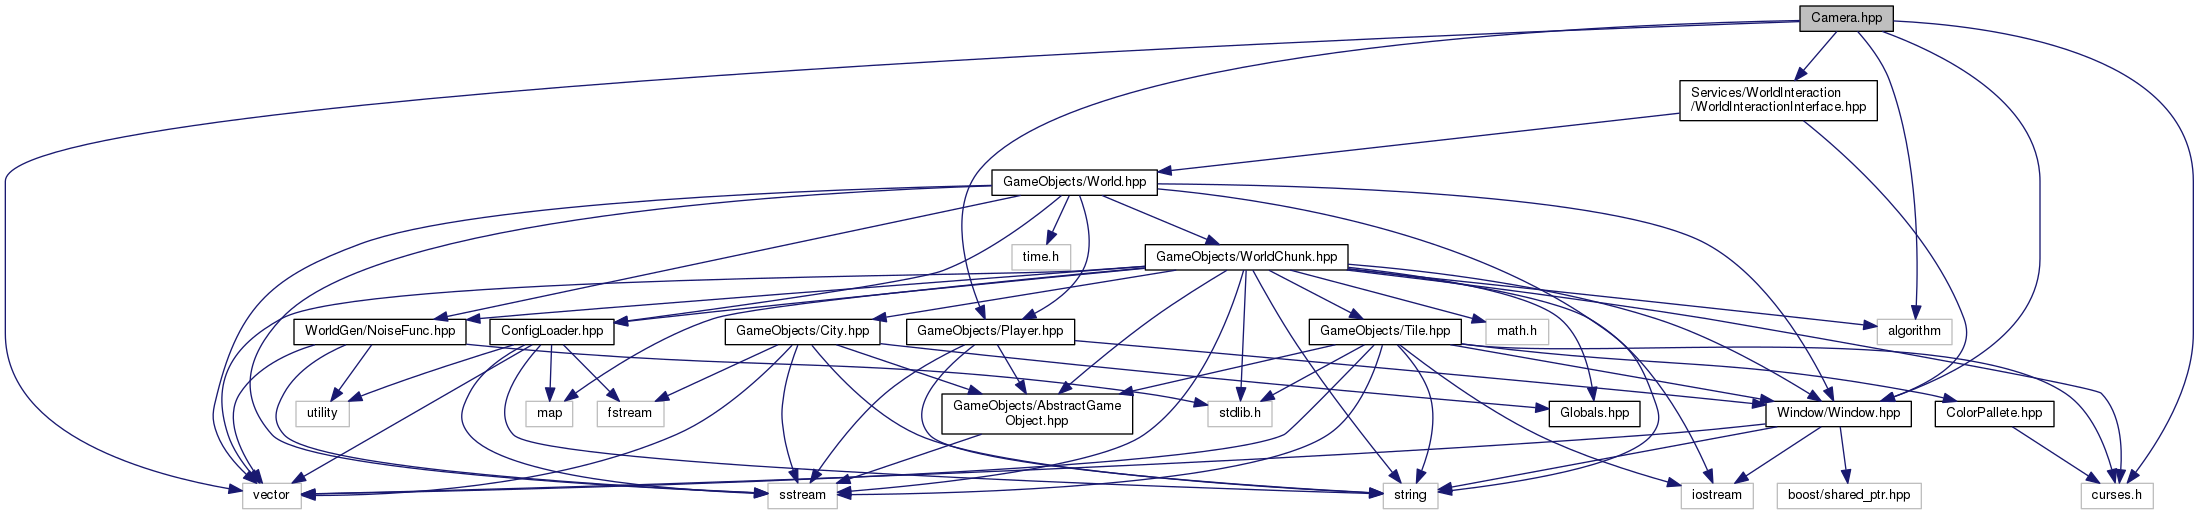 Camera.hpp
Services/WorldInteraction
/WorldInteractionInterface.hpp
GameObjects/World.hpp
time.h
GameObjects/WorldChunk.hpp
WorldGen/NoiseFunc.hpp
ConfigLoader.hpp
GameObjects/City.hpp
GameObjects/Player.hpp
GameObjects/Tile.hpp
math.h
algorithm
utility
map
fstream
GameObjects/AbstractGame
Object.hpp
stdlib.h
Globals.hpp
Window/Window.hpp
ColorPallete.hpp
vector
sstream
string
iostream
boost/shared_ptr.hpp
curses.h